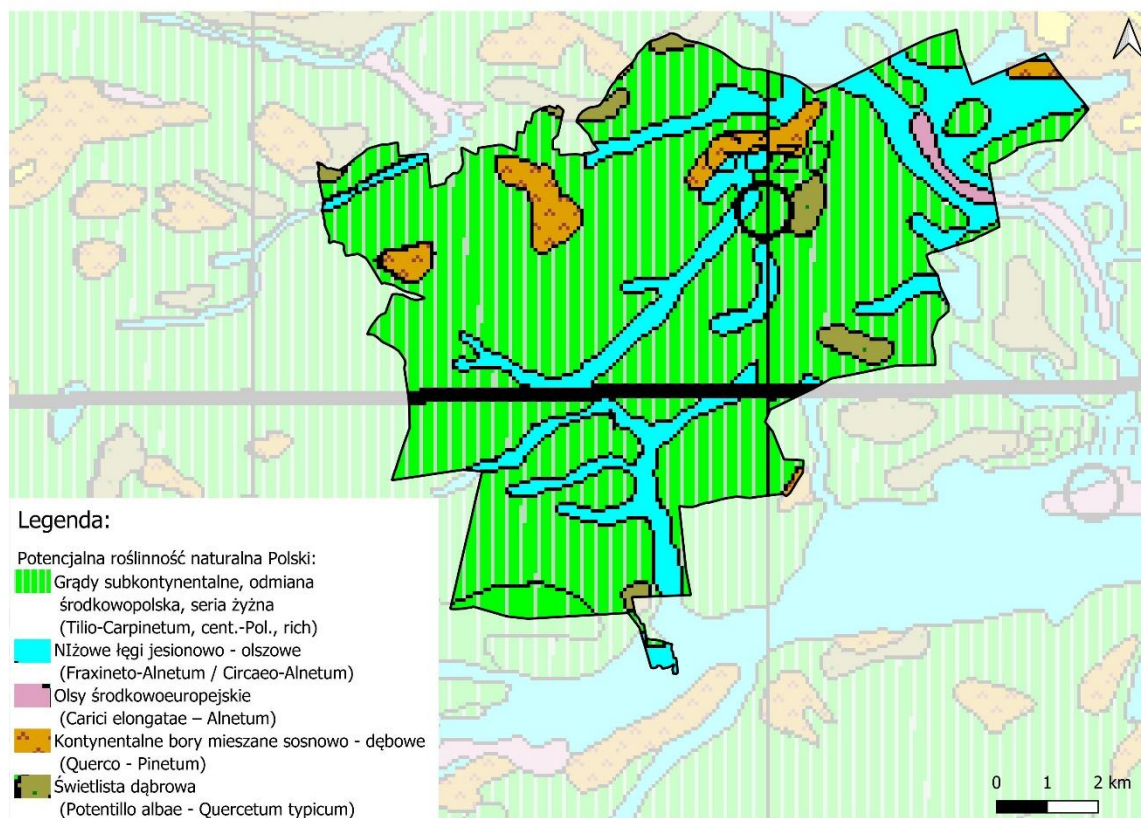 Legenda:
Potencjalna roślinność naturalna Polski:
Grądy subkontynentalne, odmiana
środkowopolska, seria żyżna
(Tilio-Carpinetum, cent.-Pol., rich)
NIżowe łęgi jesionowo - olszowe
(Fraxineto-Alnetum / Circaeo-Alnetum)
Olsy środkowoeuropejskie
(Carici elongatae – Alnetum)
Kontynentalne bory mieszane sosnowo - dębowe
(Querco - Pinetum)
Świetlista dąbrowa
(Potentillo albae - Quercetum typicum)
0 1 2 km